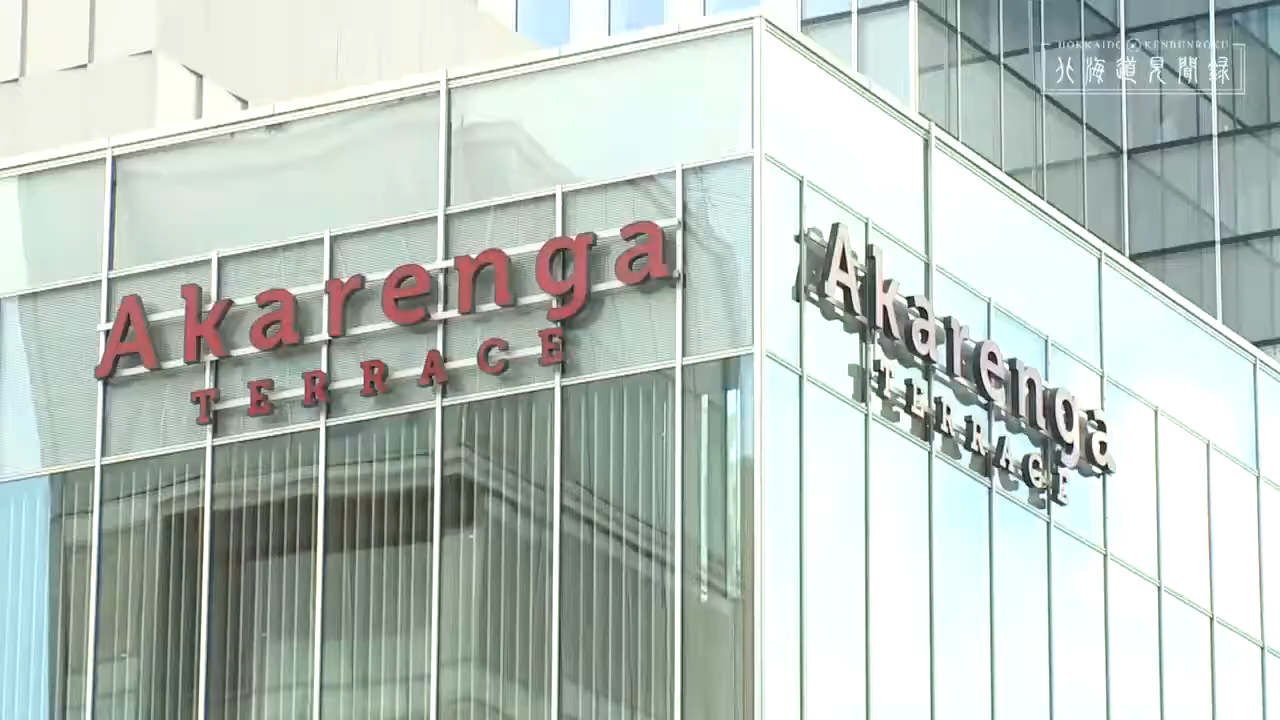 HOKKAIDO KENBUNROKU
北海道見聞録
Akarenga
TERRACE
Akarenga
TERRACE